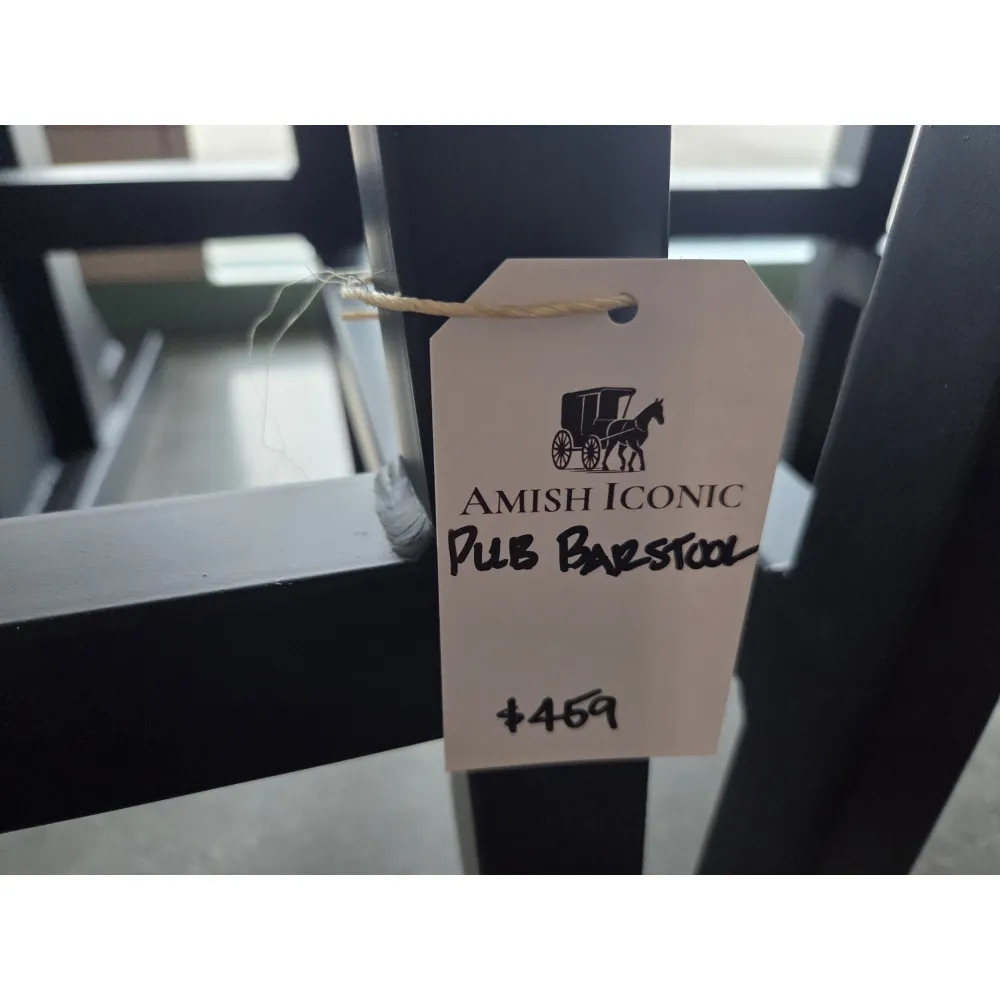 AMISH ICONIC
PUB BARSTOOL
$459